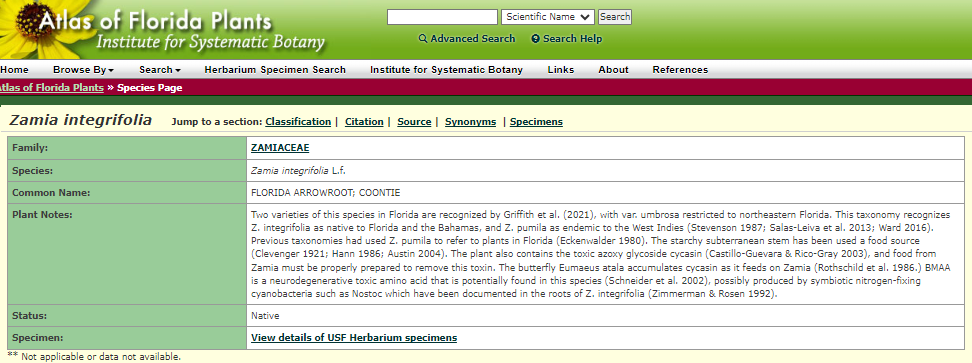 Atlas of Florida Plants
Institute for Systematic Botany
Scientific Name Search
Advanced Search Search Help
Home Browse By Search Herbarium Specimen Search Institute for Systematic Botany Links About References
Atlas of Florida Plants » Species Page
Zamia integrifolia Jump to a section: Classification | Citation | Source | Synonyms | Specimens
Family: ZAMIACEAE
Species: Zamia integrifolia L.f.
Common Name: FLORIDA ARROWROOT; COONTIE
Plant Notes: Two varieties of this species in Florida are recognized by Griffith et al. (2021), with var. umbrosa restricted to northeastern Florida. This taxonomy recognizes
Z. integrifolia as native to Florida and the Bahamas, and Z. pumila as endemic to the West Indies (Stevenson 1987; Salas-Leiva et al. 2013; Ward 2016).
Previous taxonomies had used Z. pumila to refer to plants in Florida (Eckenwalder 1980). The starchy subterranean stem has been used a food source
(Clevenger 1921; Hann 1986; Austin 2004). The plant also contains the toxic azoxy glycoside cycasin (Castillo-Guevara & Rico-Gray 2003), and food from
Zamia must be properly prepared to remove this toxin. The butterfly Eumaeus atala accumulates cycasin as it feeds on Zamia (Rothschild et al. 1986.) BMAA
is a neurodegenerative toxic amino acid that is potentially found in this species (Schneider et al. 2002), possibly produced by symbiotic nitrogen-fixing
cyanobacteria such as Nostoc which have been documented in the roots of Z. integrifolia (Zimmerman & Rosen 1992).
Status: Native
Specimen: View details of USF Herbarium specimens
** Not applicable or data not available.